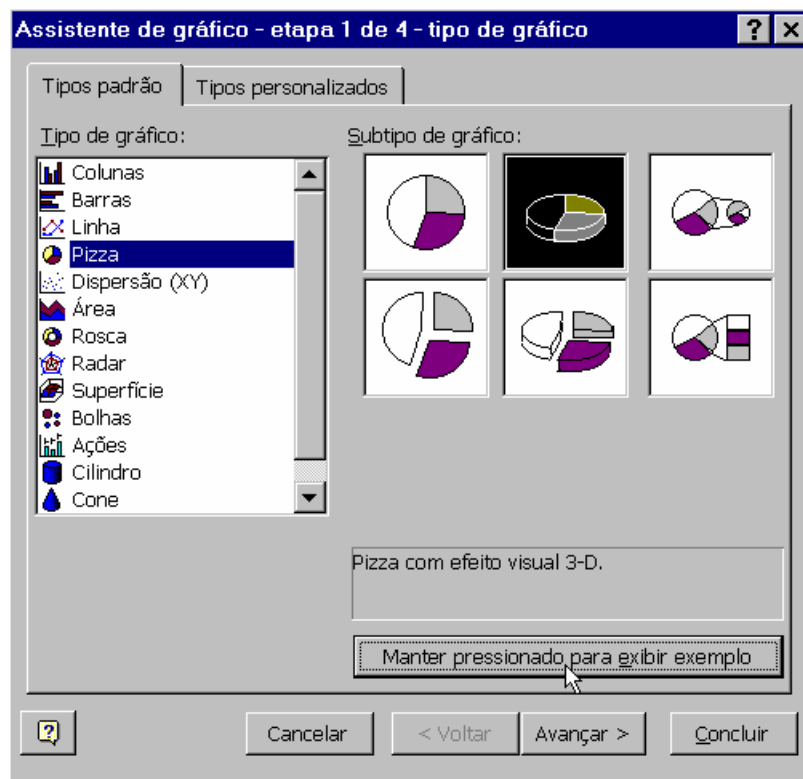 Assistente de gráfico - etapa 1 de 4 - tipo de gráfico
Tipos padrão
Tipos personalizados
Tipo de gráfico:
Colunas
Barras
Linha
Pizza
Dispersão (XY)
Área
Rosca
Radar
Superfície
Bolhas
Ações
Cilindro
Cone
Subtipo de gráfico:
Pizza com efeito visual 3-D.
Manter pressionado para exibir exemplo
Cancelar
< Voltar
Avançar >
Concluir